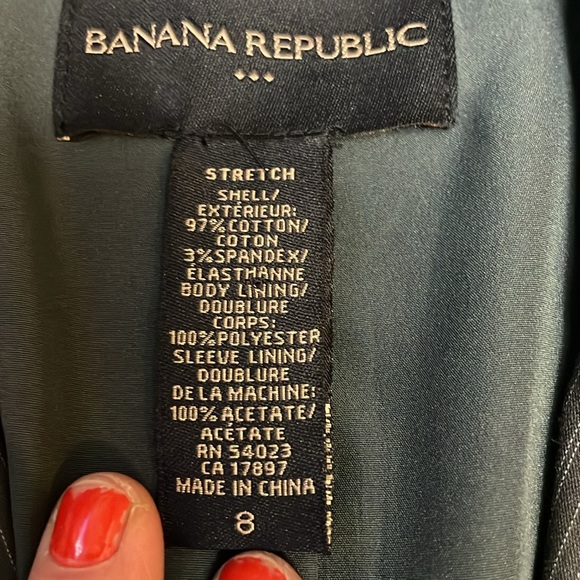 BANANA REPUBLIC
STRETCH
SHELL/
EXTÉRIEUR:
97%COTTON/
COTON
3%SPANDEX/
ÉLASTHANNE
BODY LINING/
DOUBLURE
CORPS:
100%POLYESTER
SLEEVE LINING/
DOUBLURE
DE LA MACHINE:
100%ACETATE/
ACÉTATE
RN 54023
CA 17897
MADE IN CHINA
8